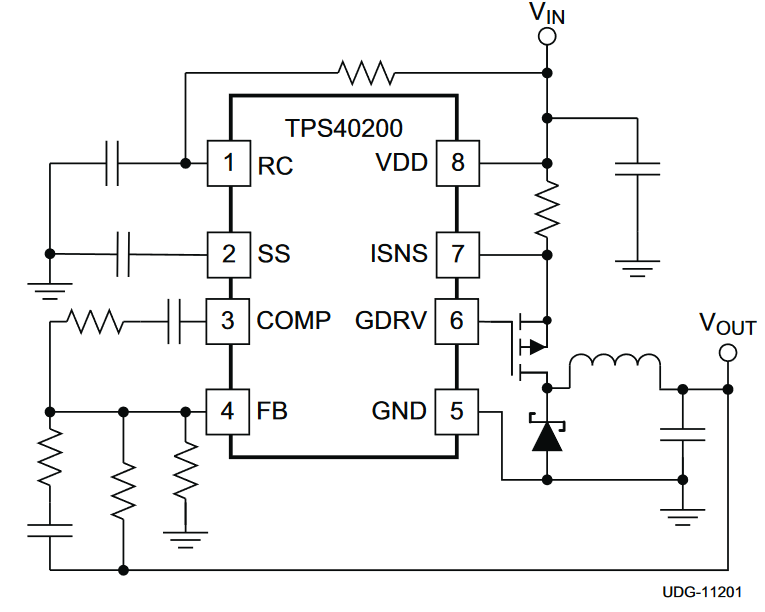 VIN
TPS40200
1 RC
VDD 8
2 SS
ISNS 7
3 COMP
GDRV 6
VOUT
4 FB
GND 5
UDG-11201